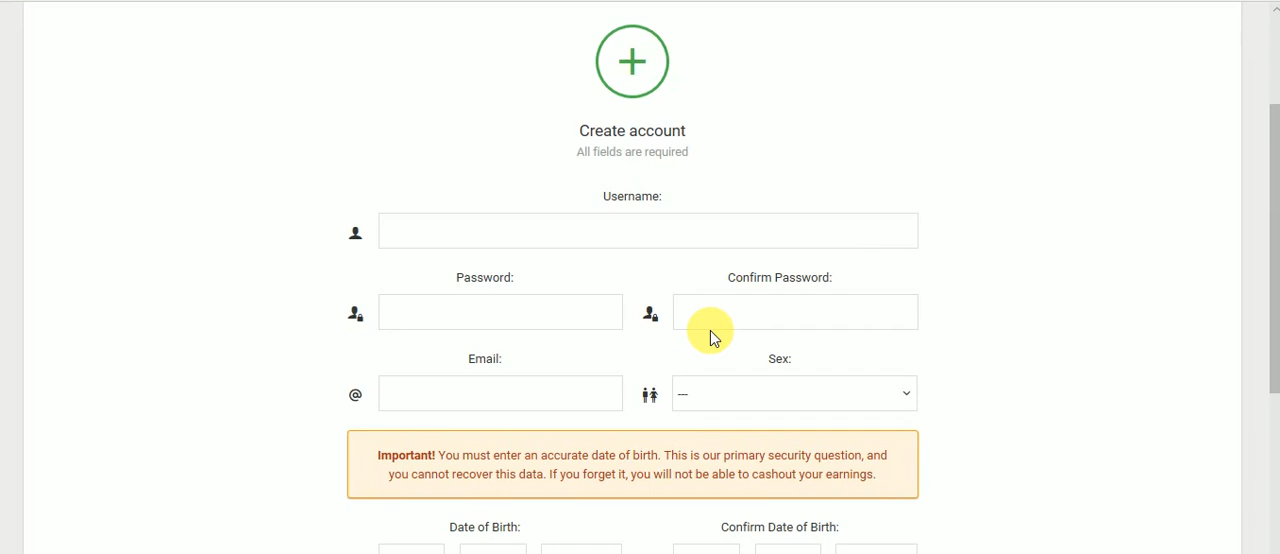 Create account
All fields are required
Username:
Password: Confirm Password:
Email: Sex:
@ ---
Important! You must enter an accurate date of birth. This is our primary security question, and
you cannot recover this data. If you forget it, you will not be able to cashout your earnings.
Date of Birth: Confirm Date of Birth: